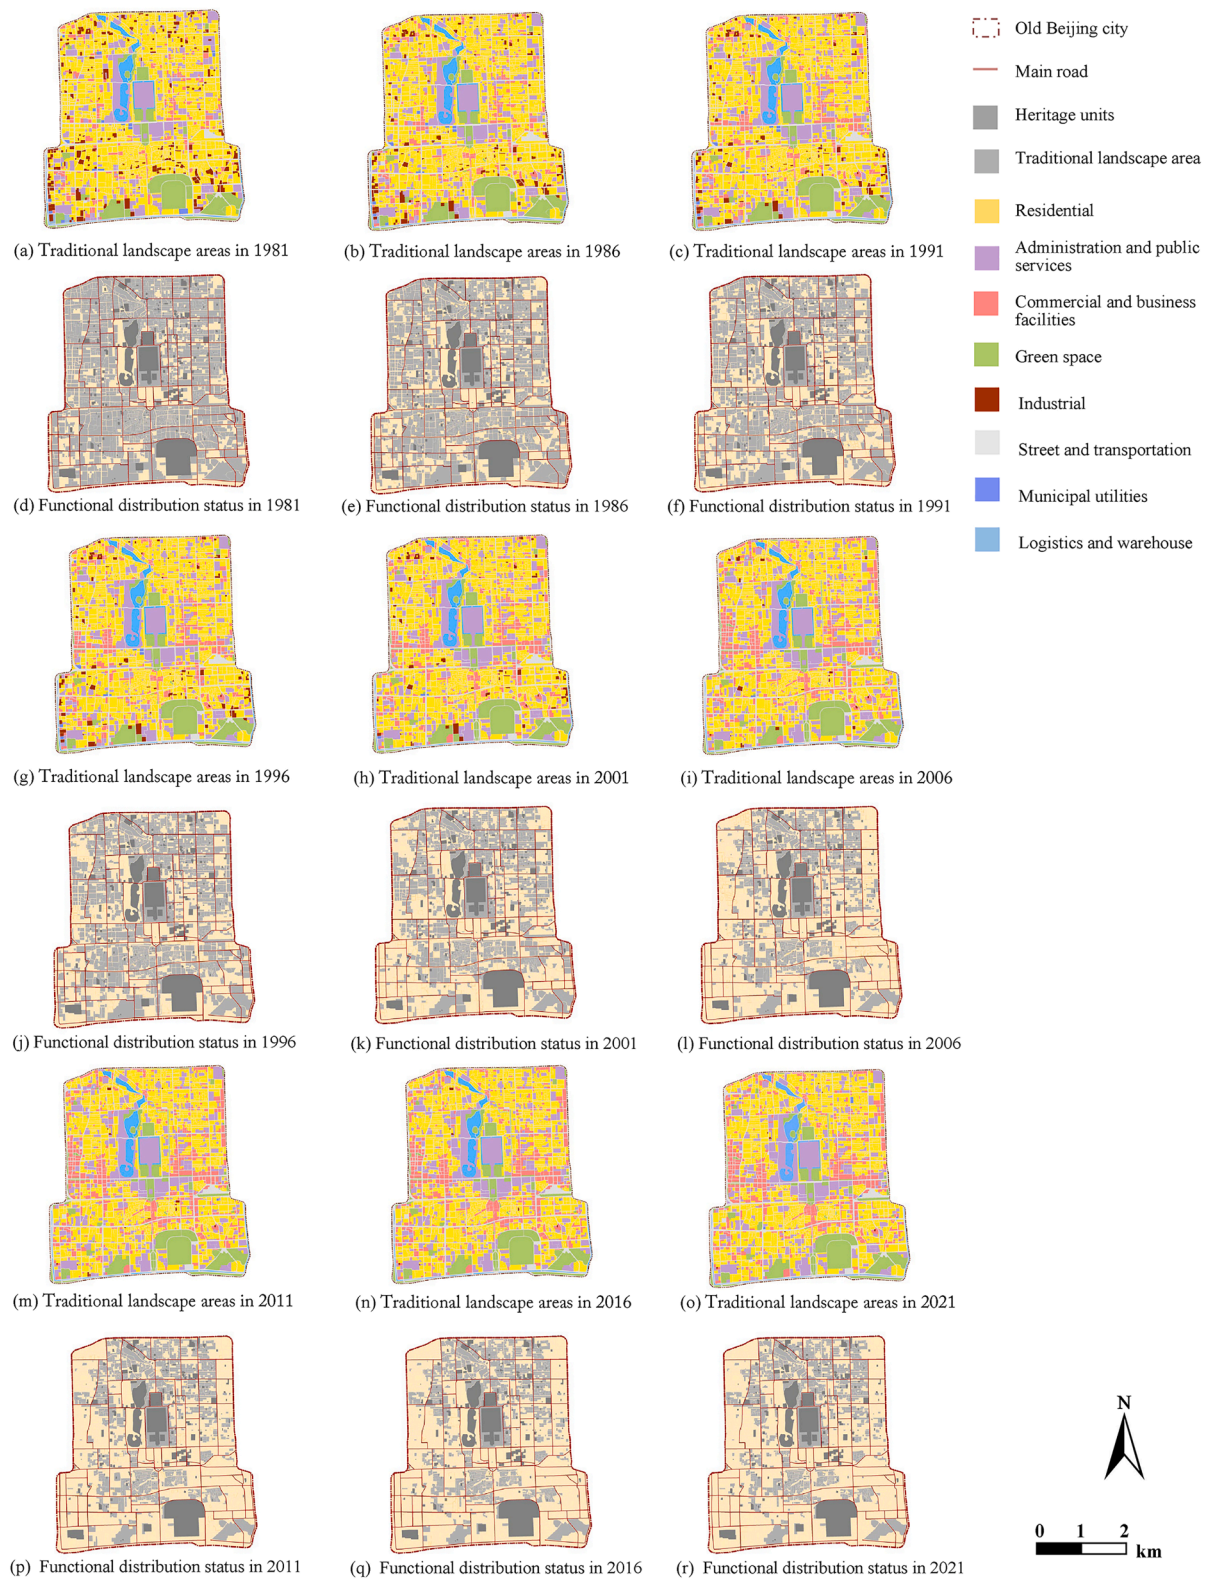 Old Beijing city
Main road
Heritage units
Traditional landscape area
Residential
Administration and public
services
Commercial and business
facilities
Green space
Industrial
Street and transportation
Municipal utilities
Logistics and warehouse
(a) Traditional landscape areas in 1981
(b) Traditional landscape areas in 1986
(c) Traditional landscape areas in 1991
(d) Functional distribution status in 1981
(e) Functional distribution status in 1986
(f) Functional distribution status in 1991
(g) Traditional landscape areas in 1996
(h) Traditional landscape areas in 2001
(i) Traditional landscape areas in 2006
(j) Functional distribution status in 1996
(k) Functional distribution status in 2001
(l) Functional distribution status in 2006
(m) Traditional landscape areas in 2011
(n) Traditional landscape areas in 2016
(o) Traditional landscape areas in 2021
(p) Functional distribution status in 2011
(q) Functional distribution status in 2016
(r) Functional distribution status in 2021
N
0 1 2
km